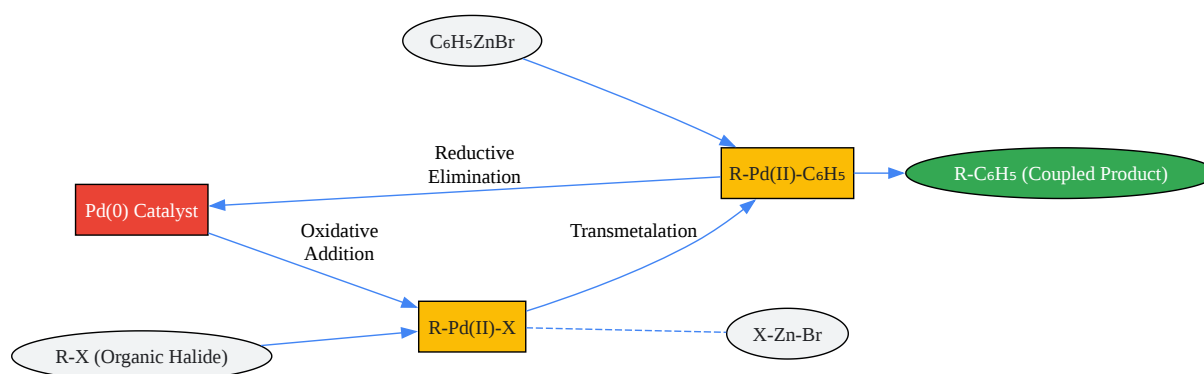 C₆H₅ZnBr
Reductive
Elimination
R-Pd(II)-C₆H₅
R-C₆H₅ (Coupled Product)
Pd(0) Catalyst
Oxidative
Addition
Transmetalation
R-Pd(II)-X
X-Zn-Br
R-X (Organic Halide)